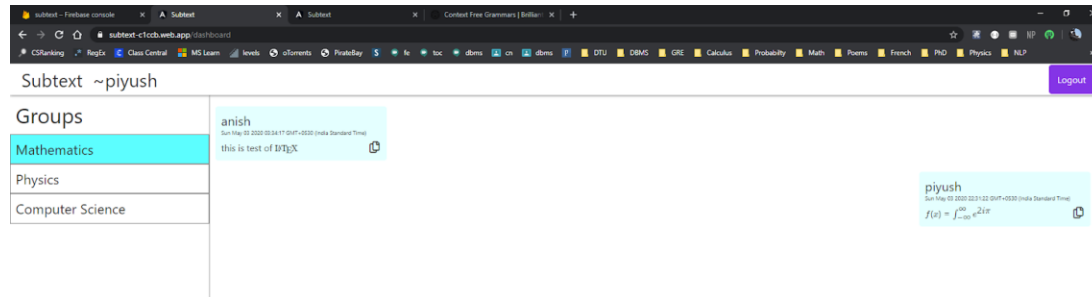 subtext – Firebase console
Subtext
Subtext
Context Free Grammars | Brilliant
subtext-c1ccb.web.app/dashboard
CSRanking RegEx Class Central MS Learn levels oTorrents PirateBay fe toc dbms cn dbms DTU DBMS GRE Calculus Probabilty Math Poems French PhD Physics NLP
NP
Subtext ~piyush
Logout
Groups
Mathematics
Physics
Computer Science
anish
Sun May 03 2020 03:34:17 GMT+0530 (India Standard Time)
this is test of LATEX
piyush
Sun May 03 2020 22:31:22 GMT+0530 (India Standard Time)
f(x) = ∫_{-∞}^{∞} e^{2iπ}